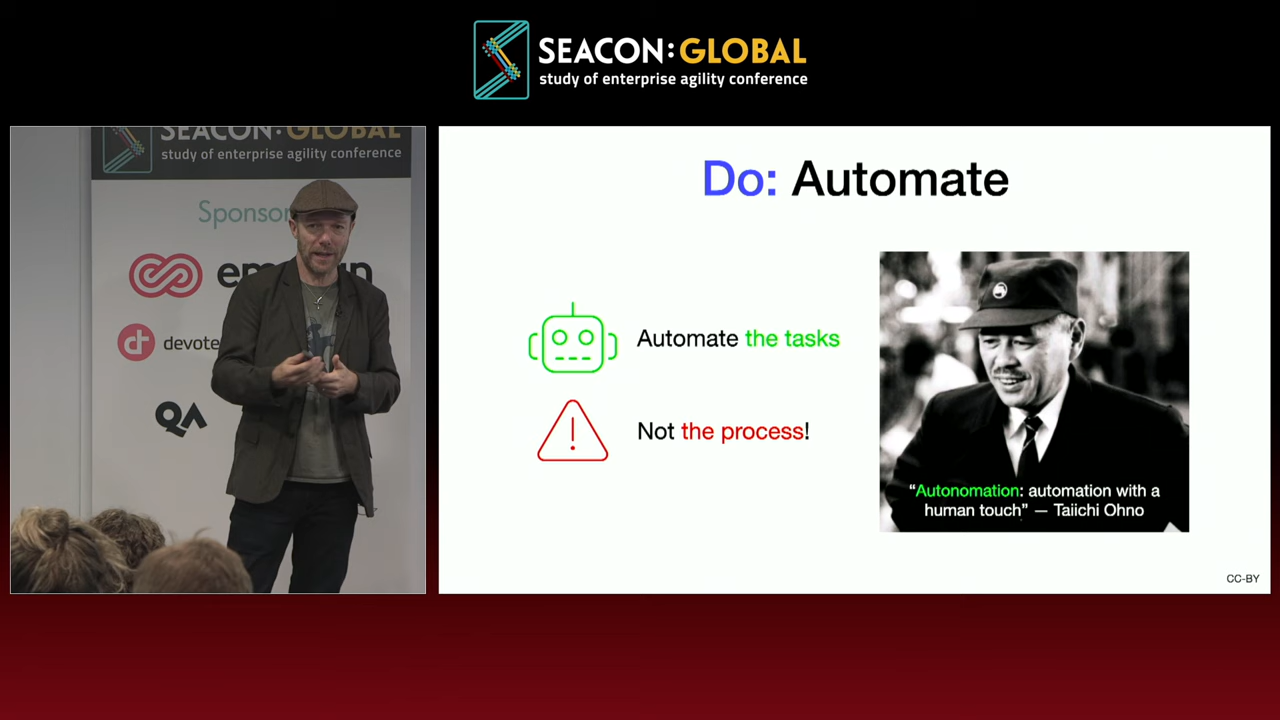 SEACON:GLOBAL
study of enterprise agility conference
SEACON:GLOBAL
study of enterprise agility conference
Sponsor
devote
QA
Do: Automate
Automate the tasks
Not the process!
"Autonomation: automation with a
human touch" — Taiichi Ohno
CC-BY